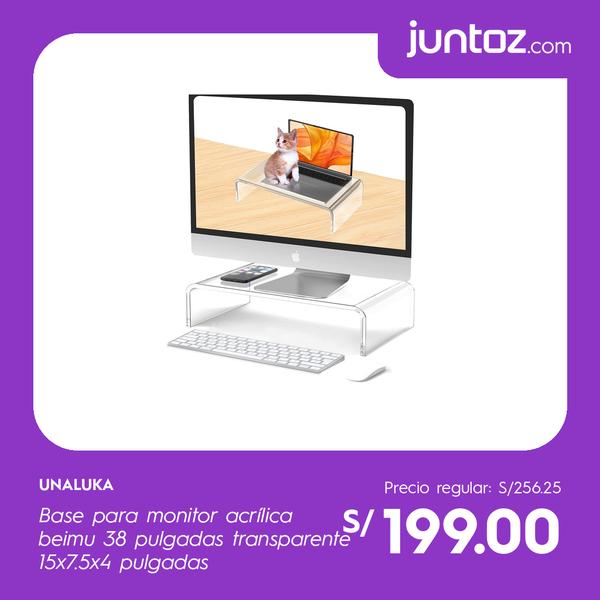 juntoz.com
UNALUKA
Base para monitor acrílica
beimu 38 pulgadas transparente
15x7.5x4 pulgadas
Precio regular: S/256.25
S/199.00